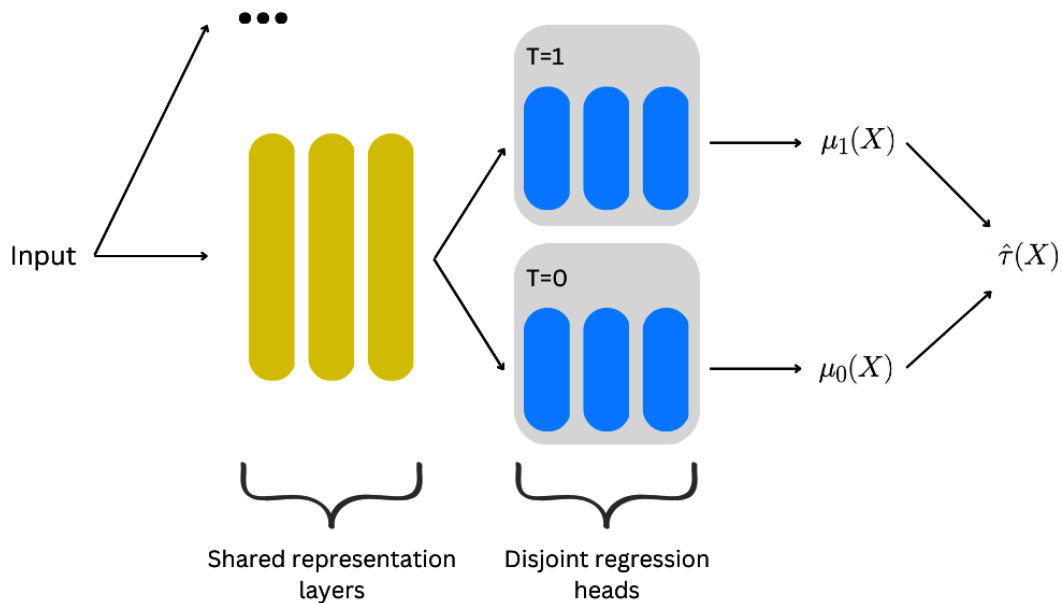 T=1
μ₁(X)
Input
τ̂(X)
T=0
μ₀(X)
Shared representation
layers
Disjoint regression
heads